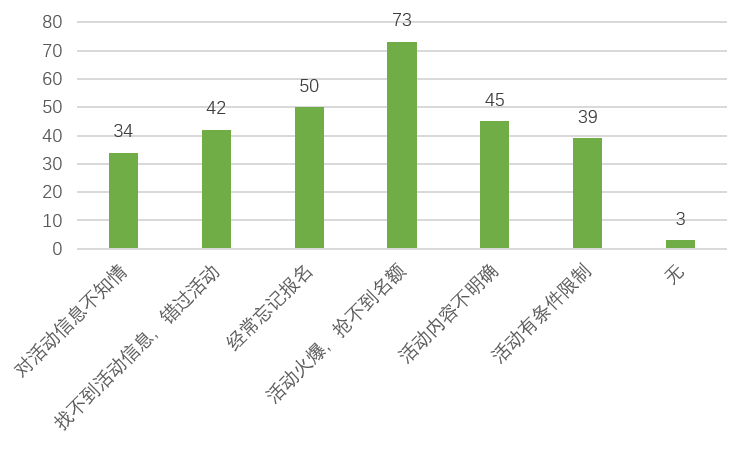 80
70
60
50
40
30
20
10
0
34
42
50
73
45
39
3
对活动信息不知情
找不到活动信息，错过活动
经常忘记报名
活动火爆，抢不到名额
活动内容不明确
活动有条件限制
无